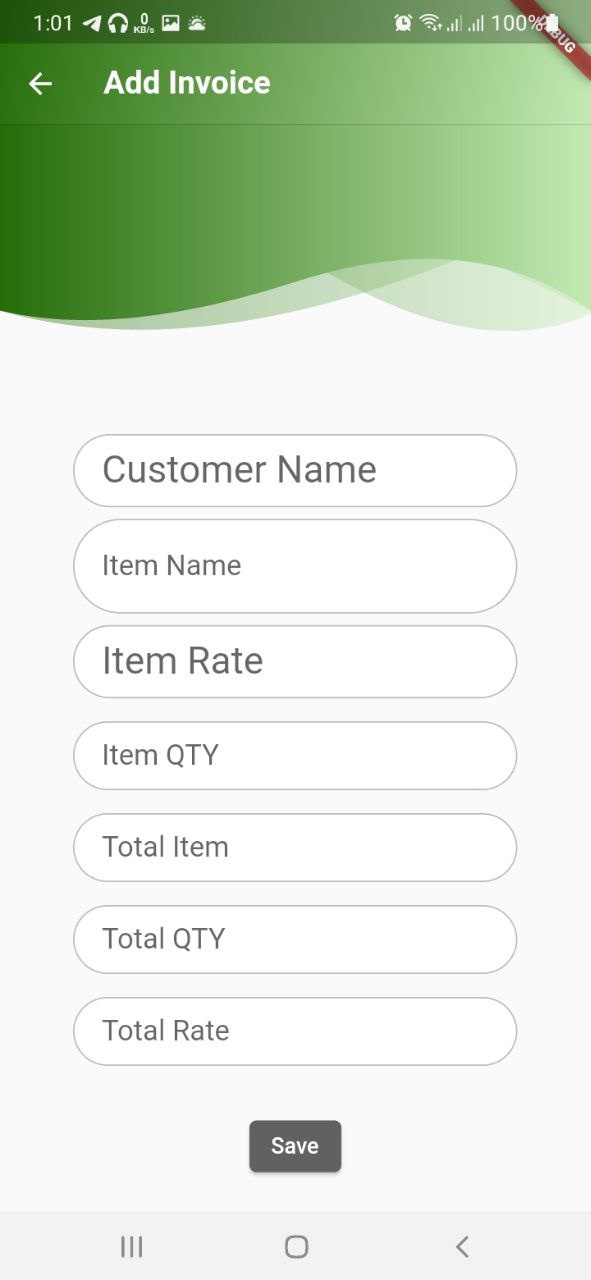 1:01 0 KB/s 100%
DEBUG
Add Invoice
Customer Name
Item Name
Item Rate
Item QTY
Total Item
Total QTY
Total Rate
Save